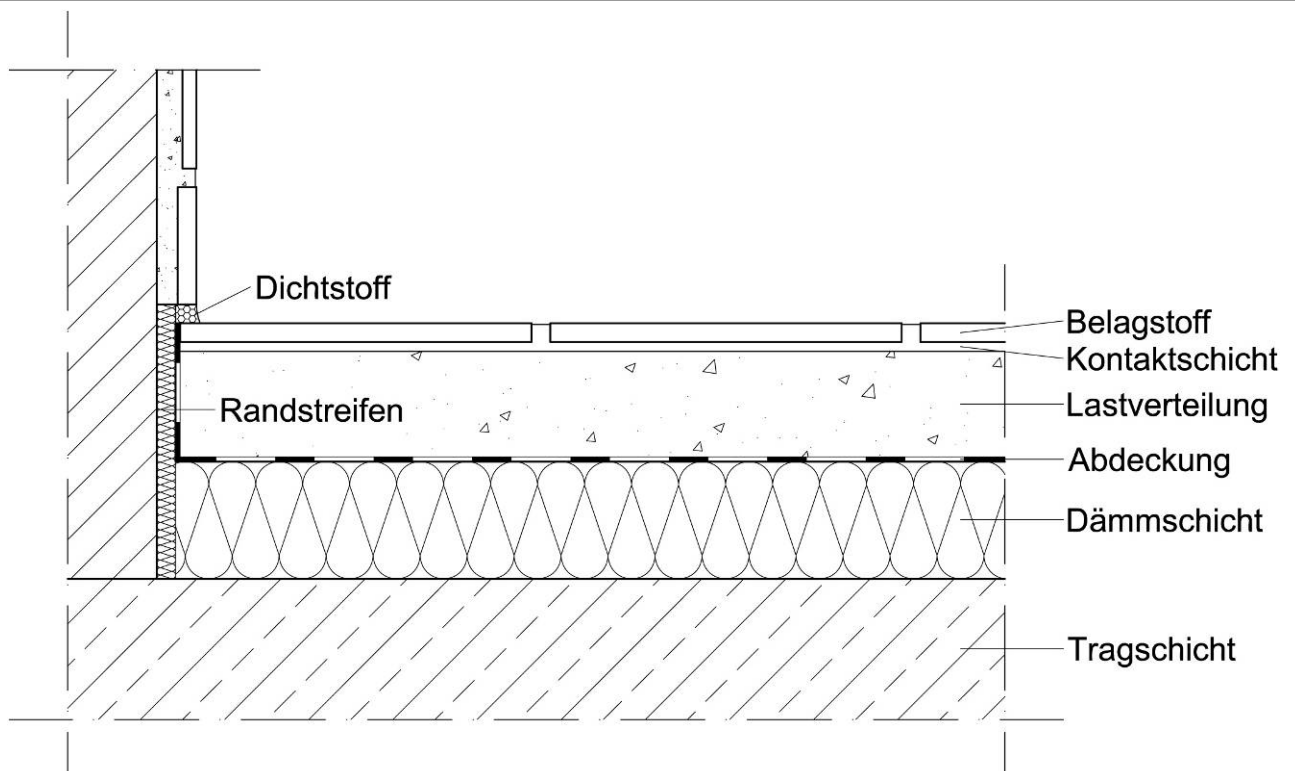 Dichtstoff
Belagstoff
Kontaktschicht
Randstreifen
Lastverteilung
Abdeckung
Dämmschicht
Tragschicht